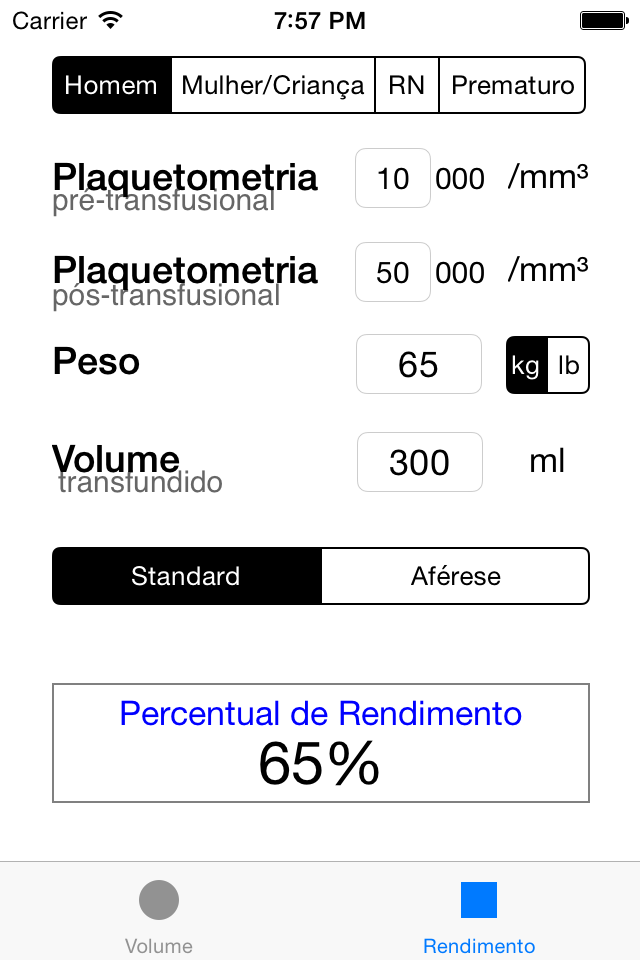 Carrier 7:57 PM
Homem Mulher/Criança RN Prematuro
Plaquetometria 10 000 /mm³
pré-transfusional
Plaquetometria 50 000 /mm³
pós-transfusional
Peso 65 kg lb
Volume 300 ml
transfundido
Standard Aférese
Percentual de Rendimento
65%
Volume Rendimento